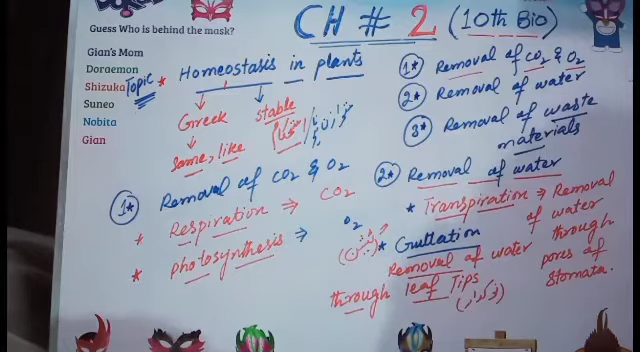 Guess Who is behind the mask?
Gian's Mom
Doraemon
Shizuka
Suneo
Nobita
Gian
CH # 2 (10th Bio)
Topic * Homeostasis in plants
Greek
stable
same, like
1* Removal of CO2 & O2
* Respiration ⇒ CO2
* Photosynthesis ⇒ O2
1* Removal of CO2 & O2
2* Removal of water
3* Removal of waste
materials
2* Removal of water
* Transpiration ⇒ Removal
of water
through
pores of
stomata.
* Guttation
Removal of water
through leaf Tips